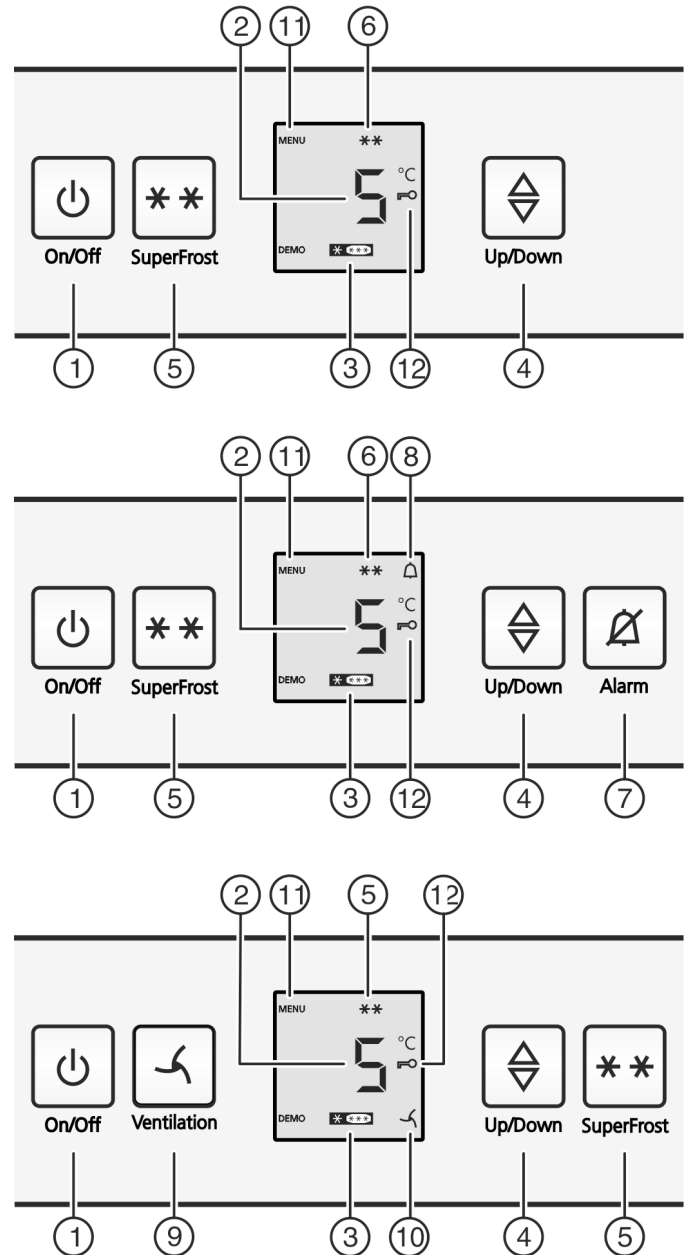 2 11 6
MENU **
5 °C
On/Off SuperFrost DEMO * *** Up/Down
1 5 3 12 4
2 11 6 8
MENU **
5 °C
On/Off SuperFrost DEMO * *** Up/Down Alarm
1 5 3 12 4 7
2 11 5 12
MENU **
5 °C
On/Off Ventilation DEMO * *** Up/Down SuperFrost
1 9 3 10 4 5